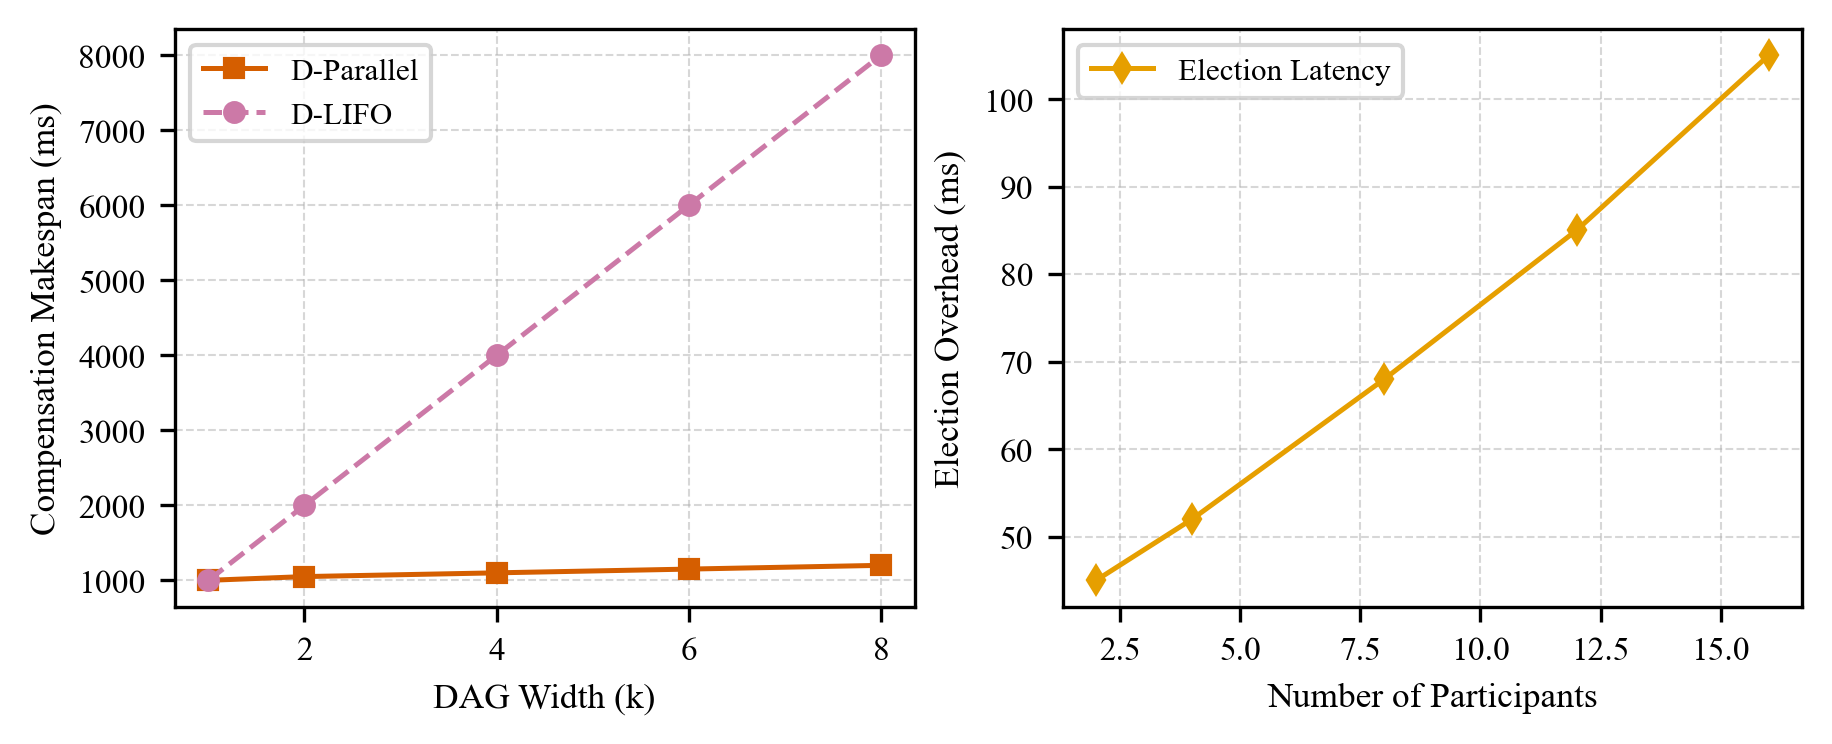 Compensation Makespan (ms)
8000
7000
6000
5000
4000
3000
2000
1000
D-Parallel
D-LIFO
2 4 6 8
DAG Width (k)
Election Overhead (ms)
100
90
80
70
60
50
Election Latency
2.5 5.0 7.5 10.0 12.5 15.0
Number of Participants